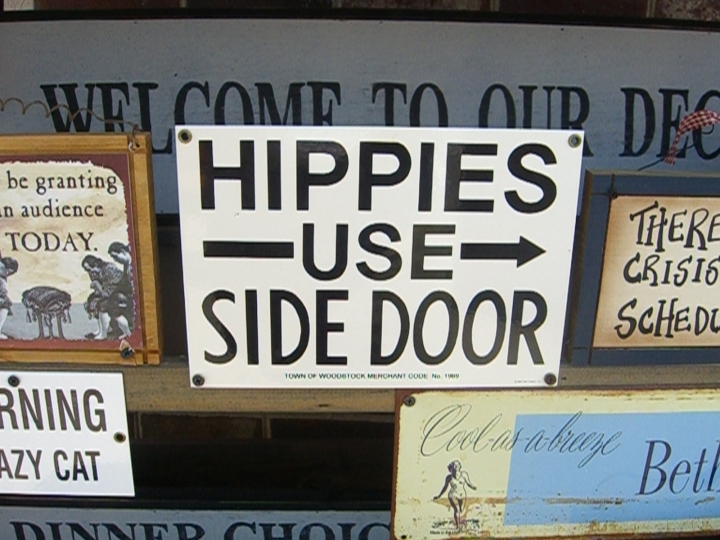 WELCOME TO OUR DEC
be granting
an audience
TODAY.
HIPPIES
USE
SIDE DOOR
TOWN OF WOODSTOCK MERCHANT CODE No. 1969
THERE
CRISIS
SCHEDU
RNING
AZY CAT
Cool-as-a-breeze
Beth
DINNER CHOIC